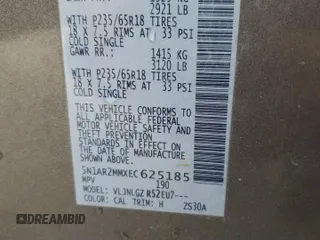 2921 LB
WITH P235/65R18 TIRES
18 X 7.5 RIMS AT 33 PSI
COLD SINGLE
GAWR RR: 1415 KG
3120 LB
WITH P235/65R18 TIRES
18 X 7.5 RIMS AT 33 PSI
COLD SINGLE
THIS VEHICLE CONFORMS TO
ALL APPLICABLE FEDERAL
MOTOR VEHICLE SAFETY AND
THEFT PREVENTION STANDARDS
IN EFFECT ON THE DATE OF
MANUFACTURE SHOWN ABOVE.
5N1AR2MMXEC625185
MPV 190
MODEL: VLJNLGZ R52EU7---
COLOR: CAL TRIM: H 2S30A